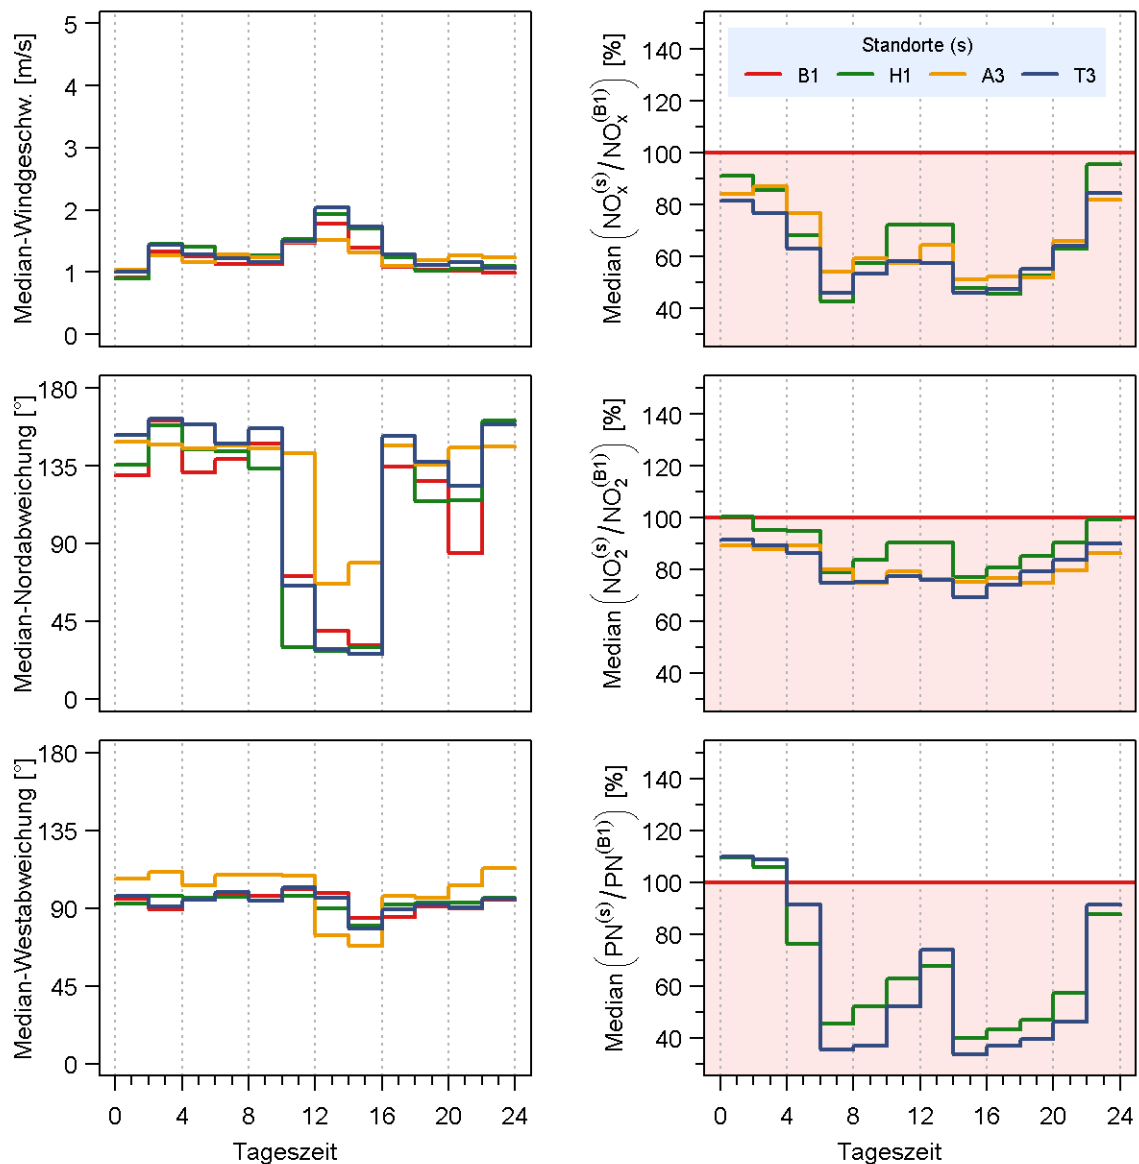 Median-Windgeschw. [m/s]
5
4
3
2
1
0
Median (NOx(s)/NOx(B1)) [%]
140
120
100
80
60
40
Standorte (s)
B1 H1 A3 T3
Median-Nordabweichung [°]
180
135
90
45
0
Median (NO2(s)/NO2(B1)) [%]
140
120
100
80
60
40
Median-Westabweichung [°]
180
135
90
45
0
0 4 8 12 16 20 24
Tageszeit
Median (PN(s)/PN(B1)) [%]
140
120
100
80
60
40
0 4 8 12 16 20 24
Tageszeit